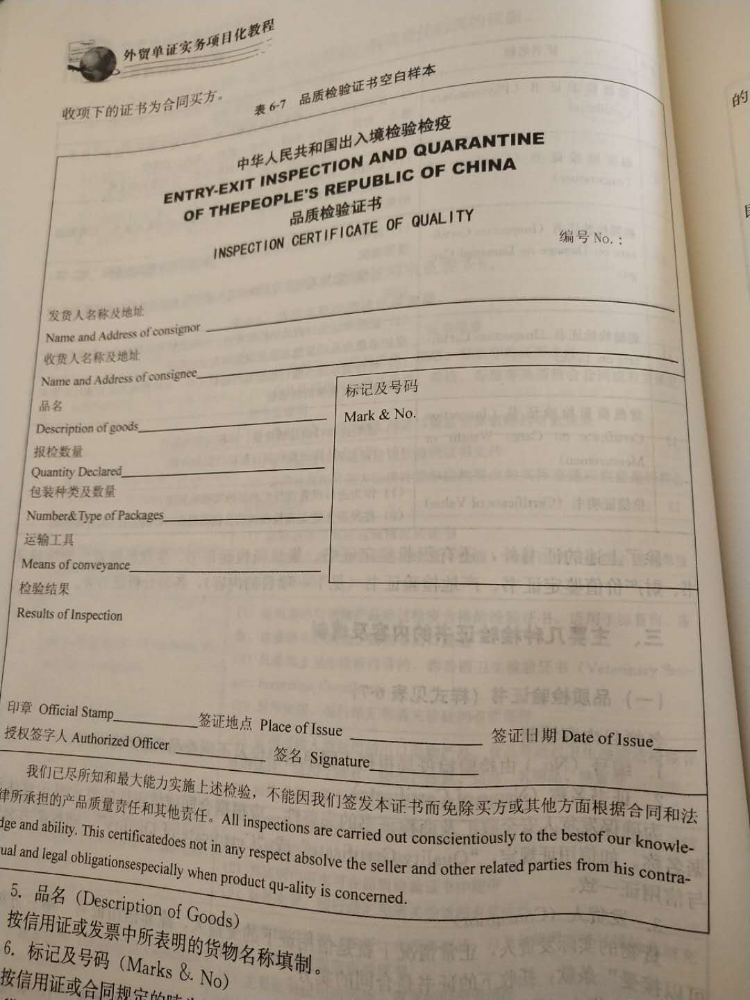 外贸单证实务项目化教程
收项下的证书为合同买方。
表 6-7 品质检验证书空白样本
中华人民共和国出入境检验检疫
ENTRY-EXIT INSPECTION AND QUARANTINE
OF THEPEOPLE'S REPUBLIC OF CHINA
品质检验证书
INSPECTION CERTIFICATE OF QUALITY
编号 No.:
发货人名称及地址
Name and Address of consignor
收货人名称及地址
Name and Address of consignee
品名
Description of goods
报检数量
Quantity Declared
包装种类及数量
Number&Type of Packages
运输工具
Means of conveyance
检验结果
Results of Inspection
标记及号码
Mark & No.
印章 Official Stamp 签证地点 Place of Issue 签证日期 Date of Issue
授权签字人 Authorized Officer 签名 Signature
我们已尽所知和最大能力实施上述检验，不能因我们签发本证书而免除买方或其他方面根据合同和法
律所承担的产品质量责任和其他责任。All inspections are carried out conscientiously to the bestof our knowle-
dge and ability. This certificatedoes not in any respect absolve the seller and other related parties from his contra-
ual and legal obligationsespecially when product qu-ality is concerned.
5. 品名（Description of Goods）
按信用证或发票中所表明的货物名称填制。
6. 标记及号码（Marks & No）
按信用证或合同规定的
的